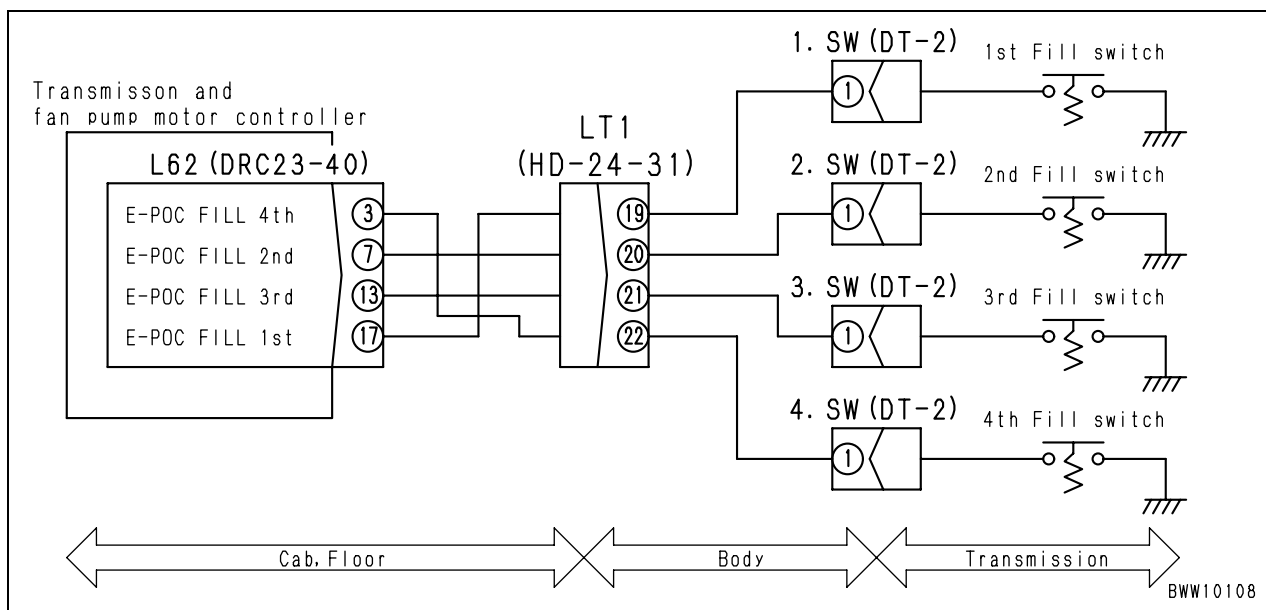 Transmisson and
fan pump motor controller
L62 (DRC23-40)
E-POC FILL 4th
3
E-POC FILL 2nd
7
E-POC FILL 3rd
13
E-POC FILL 1st
17
LT1
(HD-24-31)
19
20
21
22
1. SW (DT-2)
1
1st Fill switch
2. SW (DT-2)
1
2nd Fill switch
3. SW (DT-2)
1
3rd Fill switch
4. SW (DT-2)
1
4th Fill switch
Cab, Floor
Body
Transmission
BWW10108